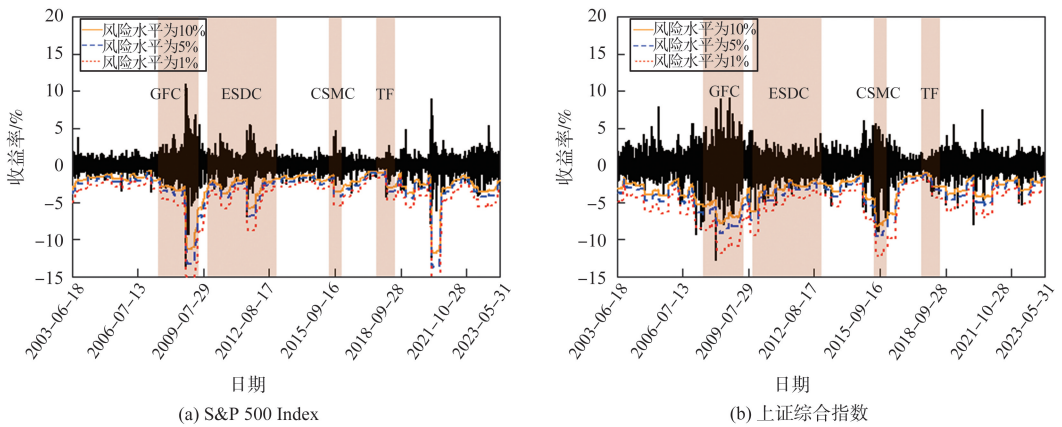 20
15
10
5
0
−5
−10
−15
收益率/%
风险水平为10%
风险水平为5%
风险水平为1%
GFC
ESDC
CSMC
TF
2003−06−18
2006−07−13
2009−07−29
2012−08−17
2015−09−16
2018−09−28
2021−10−28
2023−05−31
日期
(a) S&P 500 Index
20
15
10
5
0
−5
−10
−15
收益率/%
风险水平为10%
风险水平为5%
风险水平为1%
GFC
ESDC
CSMC
TF
2003−06−18
2006−07−13
2009−07−29
2012−08−17
2015−09−16
2018−09−28
2021−10−28
2023−05−31
日期
(b) 上证综合指数